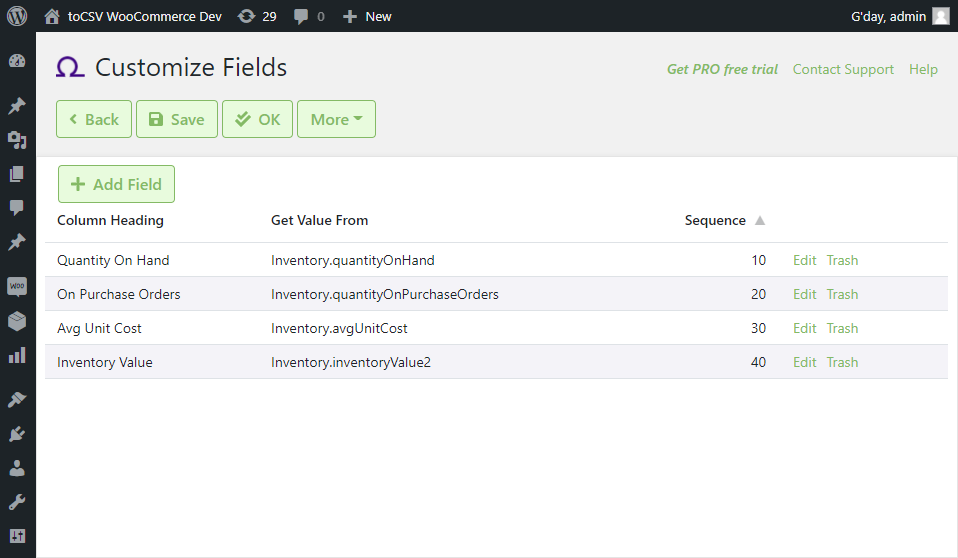 toCSV WooCommerce Dev 29 0 New G'day, admin
Customize Fields
Get PRO free trial Contact Support Help
Back Save OK More
Add Field
Column Heading Get Value From Sequence
Quantity On Hand Inventory.quantityOnHand 10 Edit Trash
On Purchase Orders Inventory.quantityOnPurchaseOrders 20 Edit Trash
Avg Unit Cost Inventory.avgUnitCost 30 Edit Trash
Inventory Value Inventory.inventoryValue2 40 Edit Trash
woo